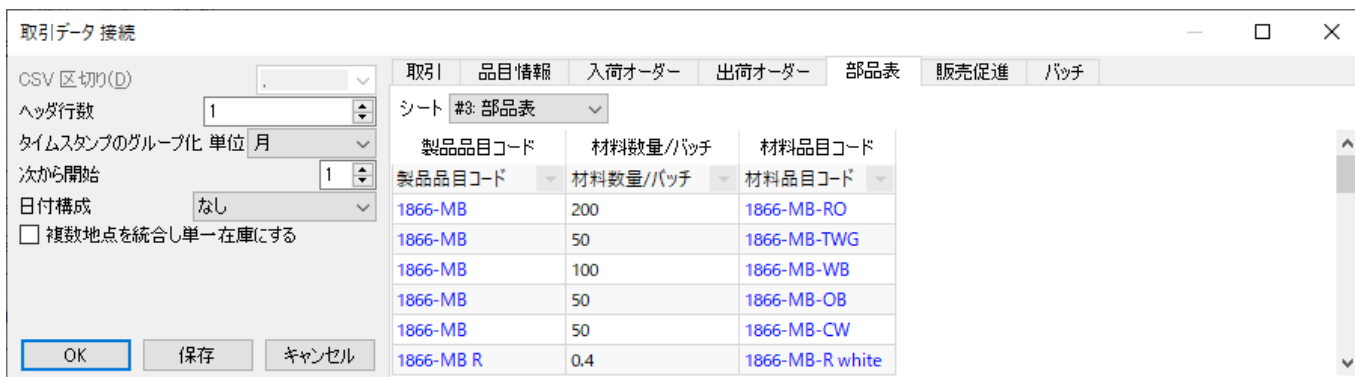 取引データ 接続
CSV 区切り(D) ,
ヘッダ行数 1
タイムスタンプのグループ化 単位 月
次から開始 1
日付構成 なし
複数地点を統合し単一在庫にする
OK 保存 キャンセル
取引 品目情報 入荷オーダー 出荷オーダー 部品表 販売促進 バッチ
シート #3: 部品表
製品品目コード 材料数量/バッチ 材料品目コード
製品品目コード 材料数量/バッチ 材料品目コード
1866-MB 200 1866-MB-RO
1866-MB 50 1866-MB-TWG
1866-MB 100 1866-MB-WB
1866-MB 50 1866-MB-OB
1866-MB 50 1866-MB-CW
1866-MB R 0.4 1866-MB-R white